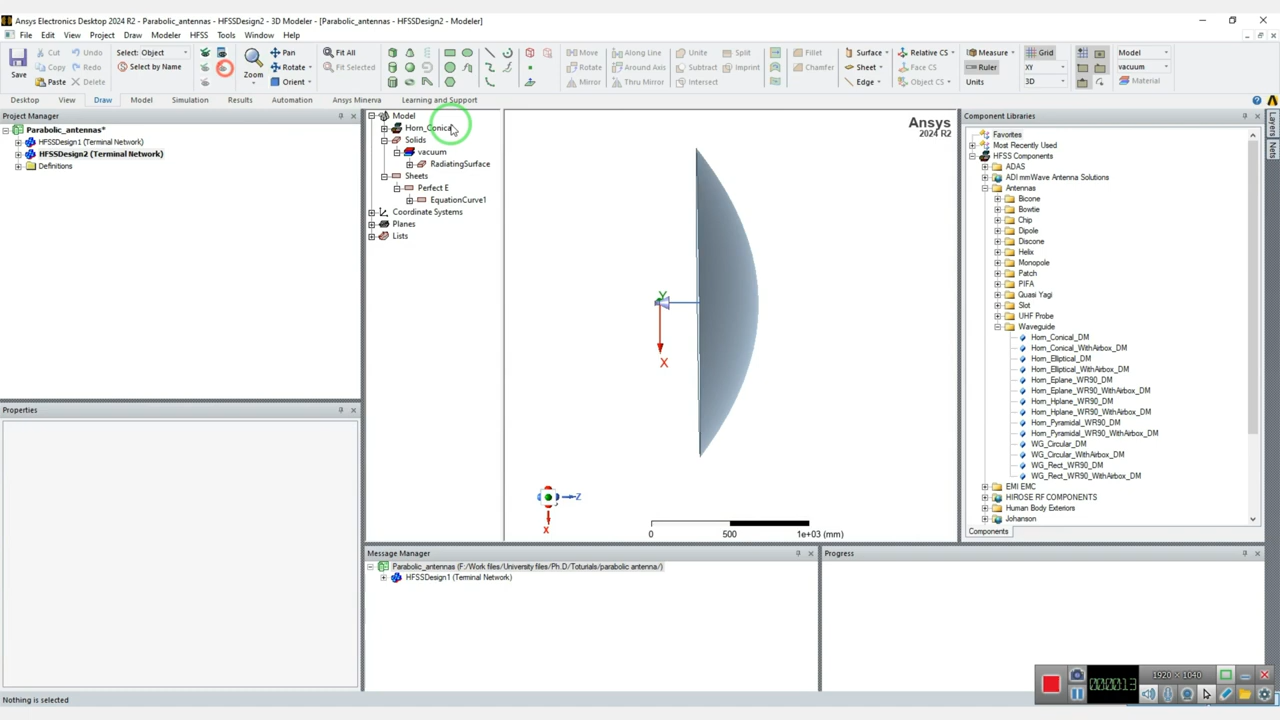 Ansys Electronics Desktop 2024 R2 - Parabolic_antennas - HFSSDesign2 - 3D Modeler - [Parabolic_antennas - HFSSDesign2 - Modeler]
File Edit View Project Draw Modeler HFSS Tools Window Help
Save
Cut Undo
Copy Redo
Paste Delete
Select: Object
Select by Name
Zoom
Pan
Rotate
Orient
Fit All
Fit Selected
Move Along Line
Rotate Around Axis
Mirror Thru Mirror
Unite Split
Subtract Imprint
Intersect
Fillet
Chamfer
Surface
Sheet
Edge
Relative CS
Face CS
Object CS
Measure
Ruler
Units
Grid
XY
3D
Model
vacuum
Material
Desktop View Draw Model Simulation Results Automation Ansys Minerva Learning and Support
Project Manager
Parabolic_antennas*
HFSSDesign1 (Terminal Network)
HFSSDesign2 (Terminal Network)
Definitions
Properties
Nothing is selected
Model
Horn_Conical
Solids
vacuum
RadiatingSurface
Sheets
Perfect E
EquationCurve1
Coordinate Systems
Planes
Lists
Ansys
2024 R2
Y
X
Z
X
0 500 1e+03 (mm)
Component Libraries
Favorites
Most Recently Used
HFSS Components
ADAS
ADI mmWave Antenna Solutions
Antennas
Bicone
Bowtie
Chip
Dipole
Discone
Helix
Monopole
Patch
PIFA
Quasi Yagi
Slot
UHF Probe
Waveguide
Horn_Conical_DM
Horn_Conical_WithAirbox_DM
Horn_Elliptical_DM
Horn_Elliptical_WithAirbox_DM
Horn_Eplane_WR90_DM
Horn_Eplane_WR90_WithAirbox_DM
Horn_Hplane_WR90_DM
Horn_Hplane_WR90_WithAirbox_DM
Horn_Pyramidal_WR90_DM
Horn_Pyramidal_WR90_WithAirbox_DM
WG_Circular_DM
WG_Circular_WithAirbox_DM
WG_Rect_WR90_DM
WG_Rect_WR90_WithAirbox_DM
EMI EMC
HIROSE RF COMPONENTS
Human Body Exteriors
Johanson
Components
Layers
Nets
Message Manager
Parabolic_antennas (F:/Work files/University files/Ph.D/Toturials/parabolic antenna/)
HFSSDesign1 (Terminal Network)
Progress
000013
1920 × 1040